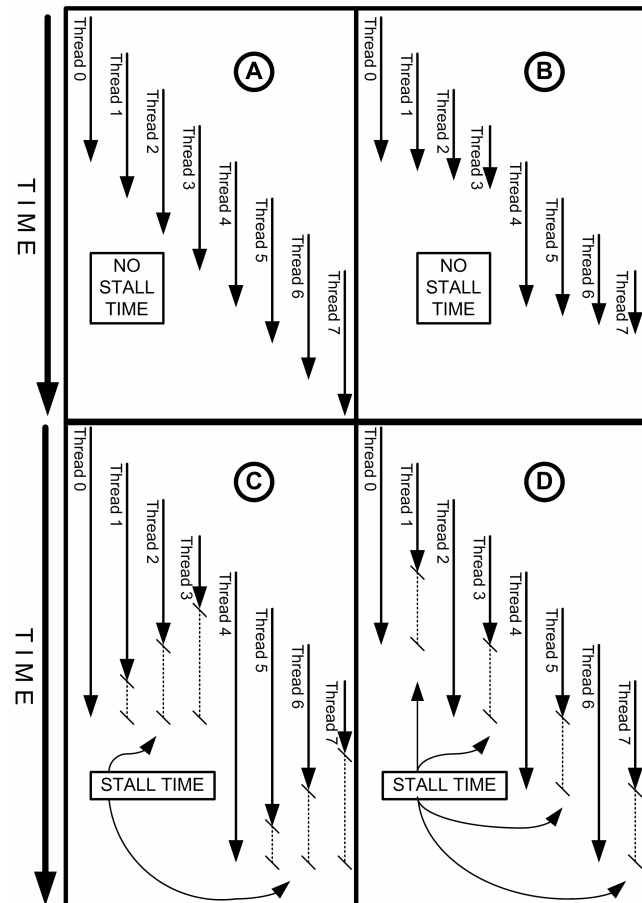 TIME
A
Thread 0
Thread 1
Thread 2
Thread 3
Thread 4
Thread 5
Thread 6
Thread 7
NO
STALL
TIME
B
Thread 0
Thread 1
Thread 2
Thread 3
Thread 4
Thread 5
Thread 6
Thread 7
NO
STALL
TIME
TIME
C
Thread 0
Thread 1
Thread 2
Thread 3
Thread 4
Thread 5
Thread 6
Thread 7
STALL TIME
D
Thread 0
Thread 1
Thread 2
Thread 3
Thread 4
Thread 5
Thread 6
Thread 7
STALL TIME